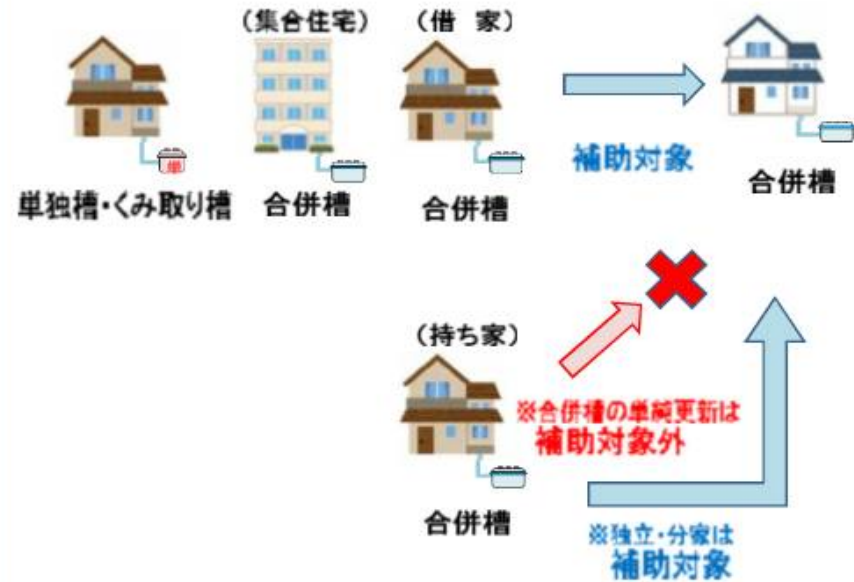 （集合住宅）
（借　家）
単
単独槽・くみ取り槽
合併槽
合併槽
補助対象
合併槽
（持ち家）
※合併槽の単純更新は
補助対象外
合併槽
※独立・分家は
補助対象